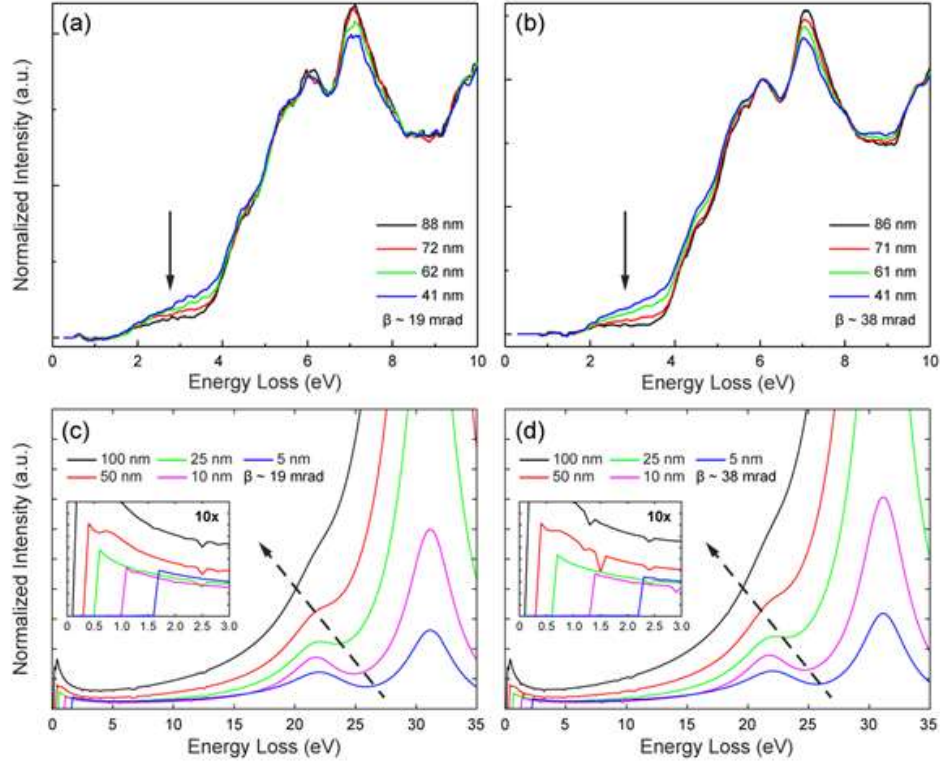 (a)
Normalized Intensity (a.u.)
88 nm
72 nm
62 nm
41 nm
β ~ 19 mrad
0 2 4 6 8 10
Energy Loss (eV)
(b)
86 nm
71 nm
61 nm
41 nm
β ~ 38 mrad
0 2 4 6 8 10
Energy Loss (eV)
(c)
Normalized Intensity (a.u.)
100 nm 25 nm 5 nm
50 nm 10 nm β ~ 19 mrad
10x
0 0.5 1.0 1.5 2.0 2.5 3.0
0 5 10 15 20 25 30 35
Energy Loss (eV)
(d)
100 nm 25 nm 5 nm
50 nm 10 nm β ~ 38 mrad
10x
0 0.5 1.0 1.5 2.0 2.5 3.0
0 5 10 15 20 25 30 35
Energy Loss (eV)